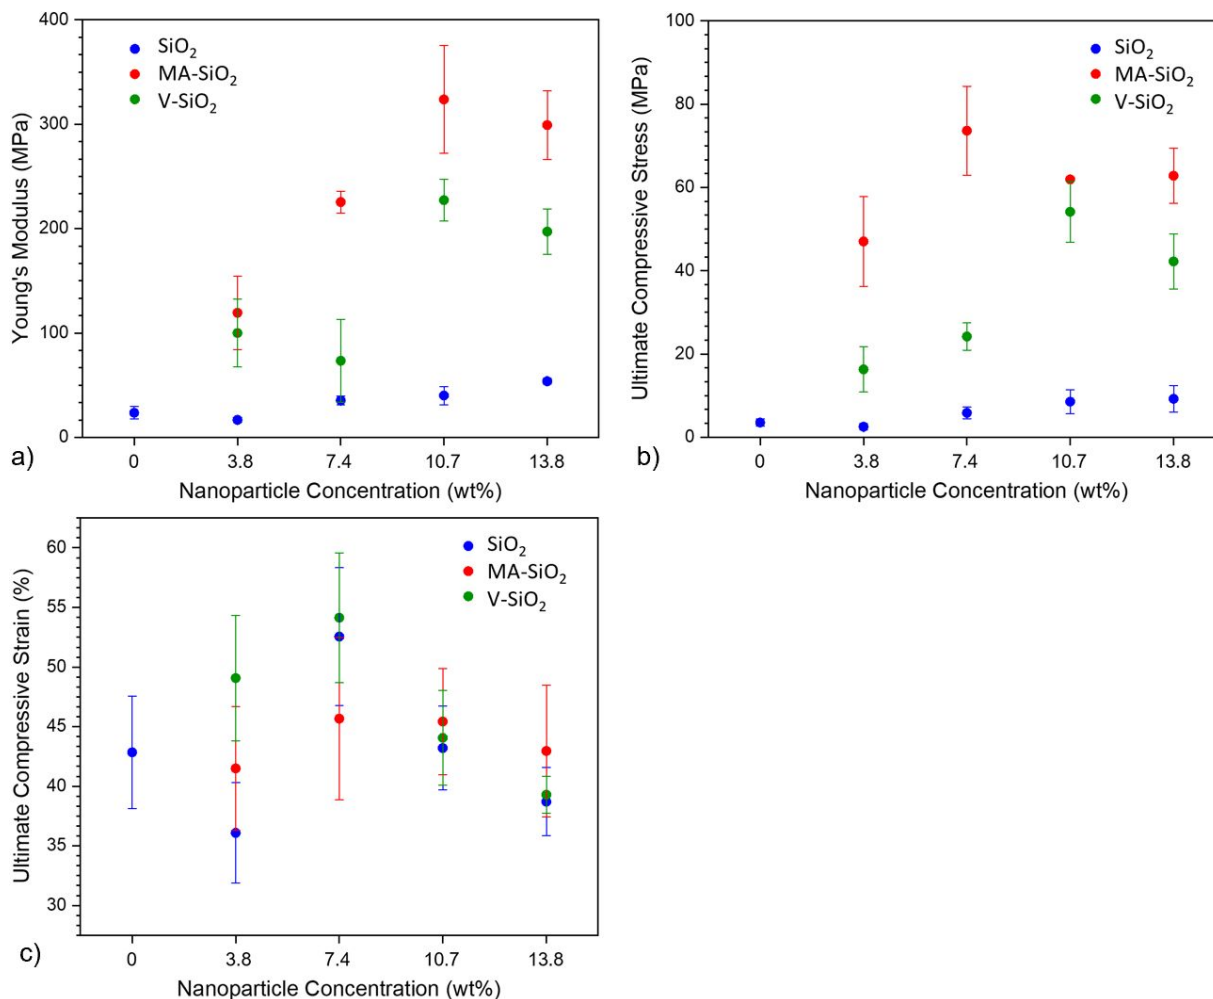 400
300
200
100
0
Young's Modulus (MPa)
SiO₂
MA-SiO₂
V-SiO₂
0 3.8 7.4 10.7 13.8
Nanoparticle Concentration (wt%)
a)
100
80
60
40
20
0
Ultimate Compressive Stress (MPa)
SiO₂
MA-SiO₂
V-SiO₂
0 3.8 7.4 10.7 13.8
Nanoparticle Concentration (wt%)
b)
60
55
50
45
40
35
30
Ultimate Compressive Strain (%)
SiO₂
MA-SiO₂
V-SiO₂
0 3.8 7.4 10.7 13.8
Nanoparticle Concentration (wt%)
c)